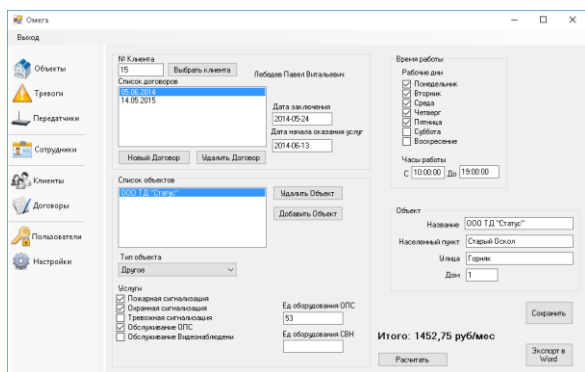 Омега
Выход
Объекты
Тревоги
Передатчики
Сотрудники
Клиенты
Договоры
Пользователи
Настройки
№ Клиента
15
Выбрать клиента
Лебедев Павел Витальевич
Список договоров
05.06.2014
14.05.2015
Дата заключения
2014-05-24
Дата начала оказания услуг
2014-06-13
Новый Договор
Удалить Договор
Список объектов
ООО ТД "Статус"
Удалить Объект
Добавить Объект
Тип объекта
Другое
Услуги
Пожарная сигнализация
Охранная сигнализация
Тревожная сигнализация
Обслуживание ОПС
Обслуживание Видеонаблюдени
Ед оборудования ОПС
53
Ед оборудования СВН
Время работы
Рабочие дни
Понедельник
Вторник
Среда
Четверг
Пятница
Суббота
Воскресение
Часы работы
С 10:00:00 До 19:00:00
Объект
Название ООО ТД "Статус"
Населенный пункт Старый Оскол
Улица Горняк
Дом 1
Сохранить
Итого: 1452,75 руб/мес
Расчитать
Экспорт в
Word